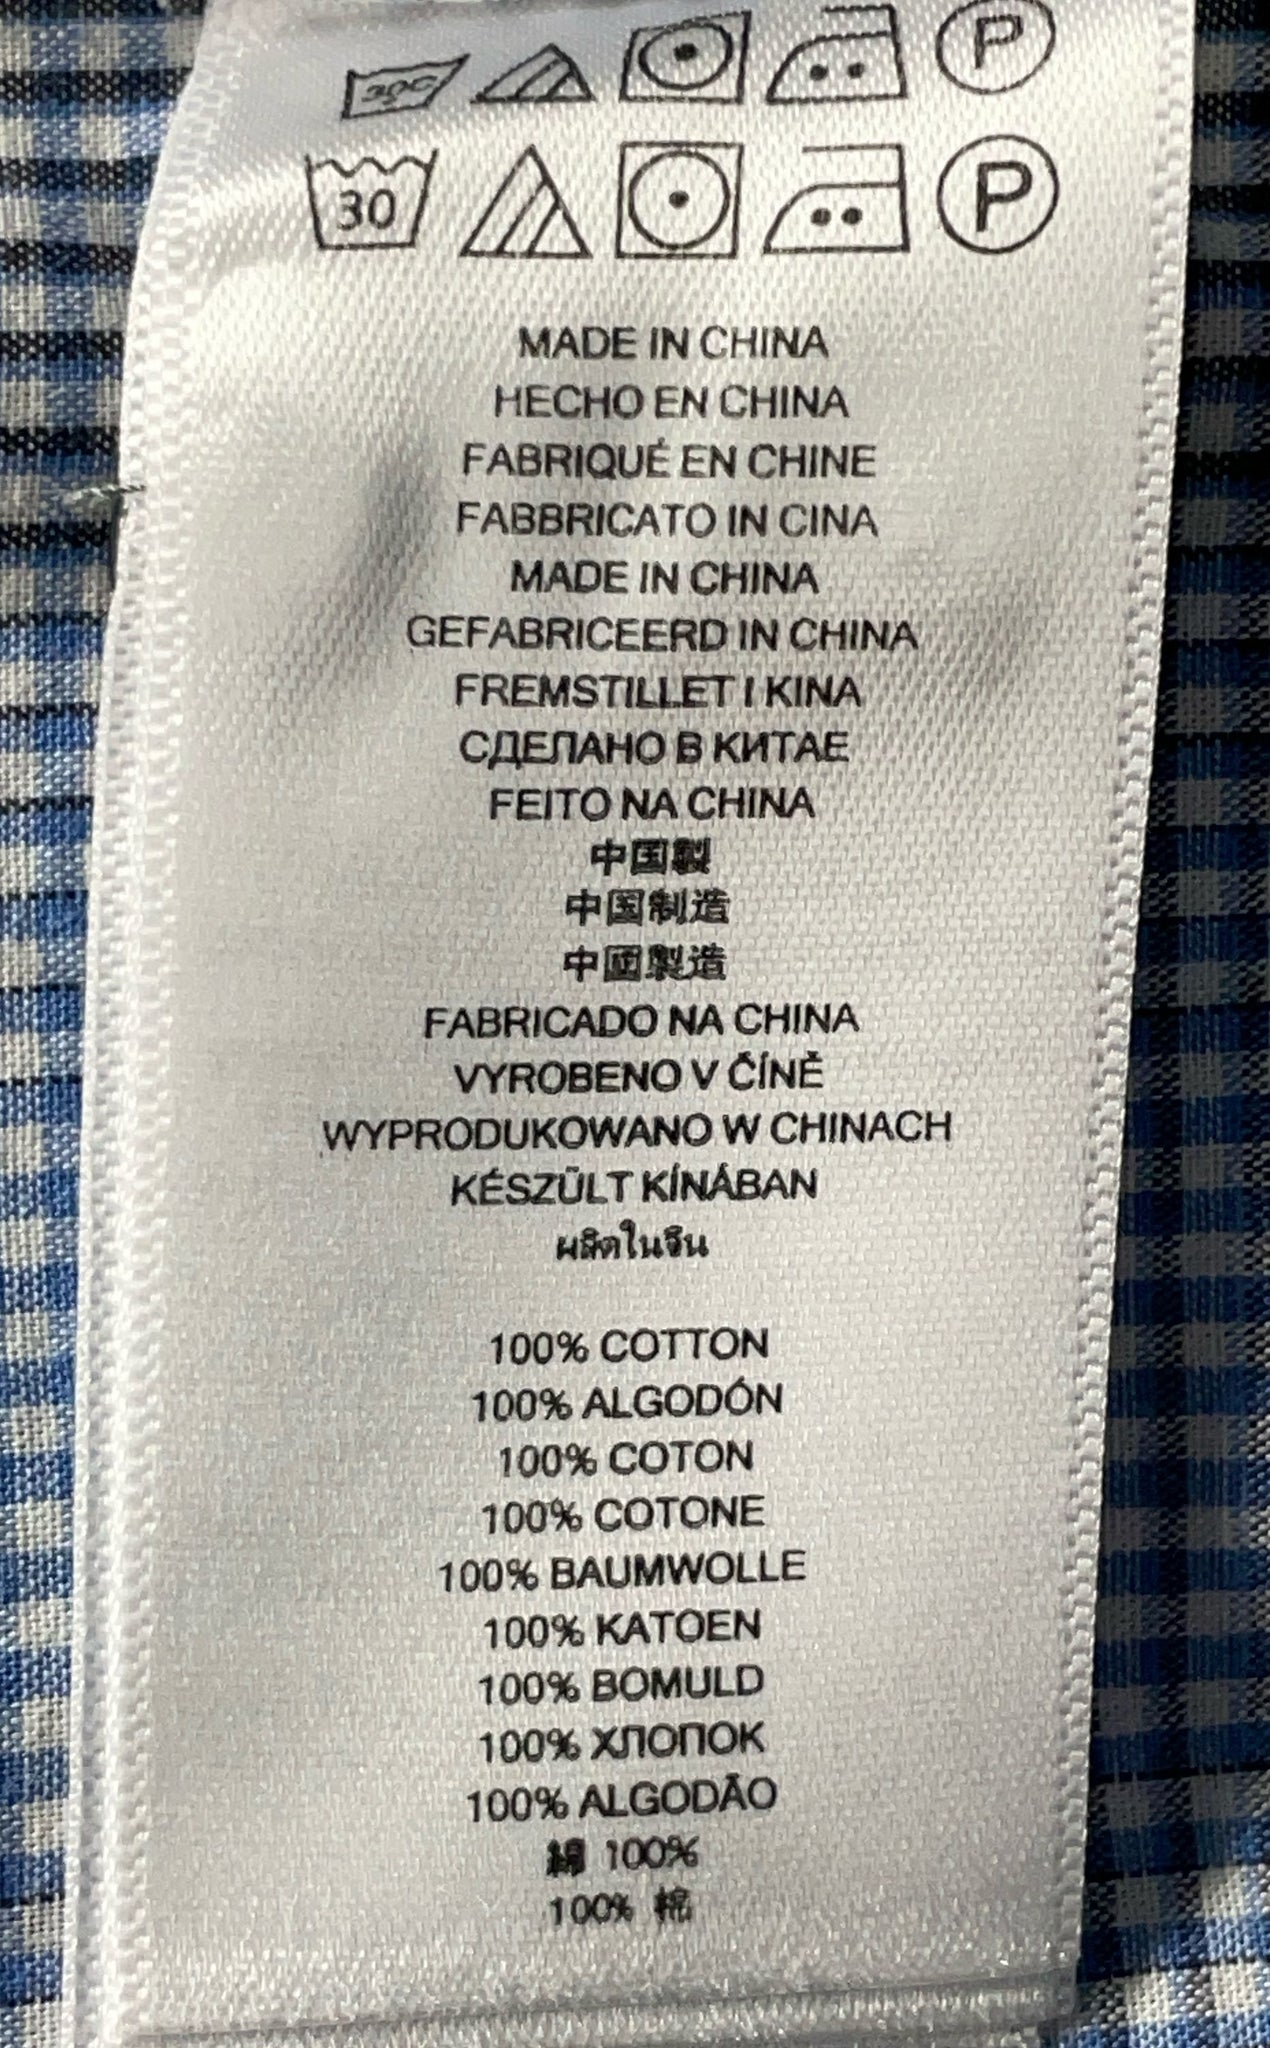 30C
P
30
P
MADE IN CHINA
HECHO EN CHINA
FABRIQUÉ EN CHINE
FABBRICATO IN CINA
MADE IN CHINA
GEFABRICEERD IN CHINA
FREMSTILLET I KINA
СДЕЛАНО В КИТАЕ
FEITO NA CHINA
中国製
中国制造
中國製造
FABRICADO NA CHINA
VYROBENO V ČÍNĚ
WYPRODUKOWANO W CHINACH
KÉSZÜLT KÍNÁBAN
ผลิตในจีน
100% COTTON
100% ALGODÓN
100% COTON
100% COTONE
100% BAUMWOLLE
100% KATOEN
100% BOMULD
100% ХЛОПОК
100% ALGODÃO
綿 100%
100% 棉